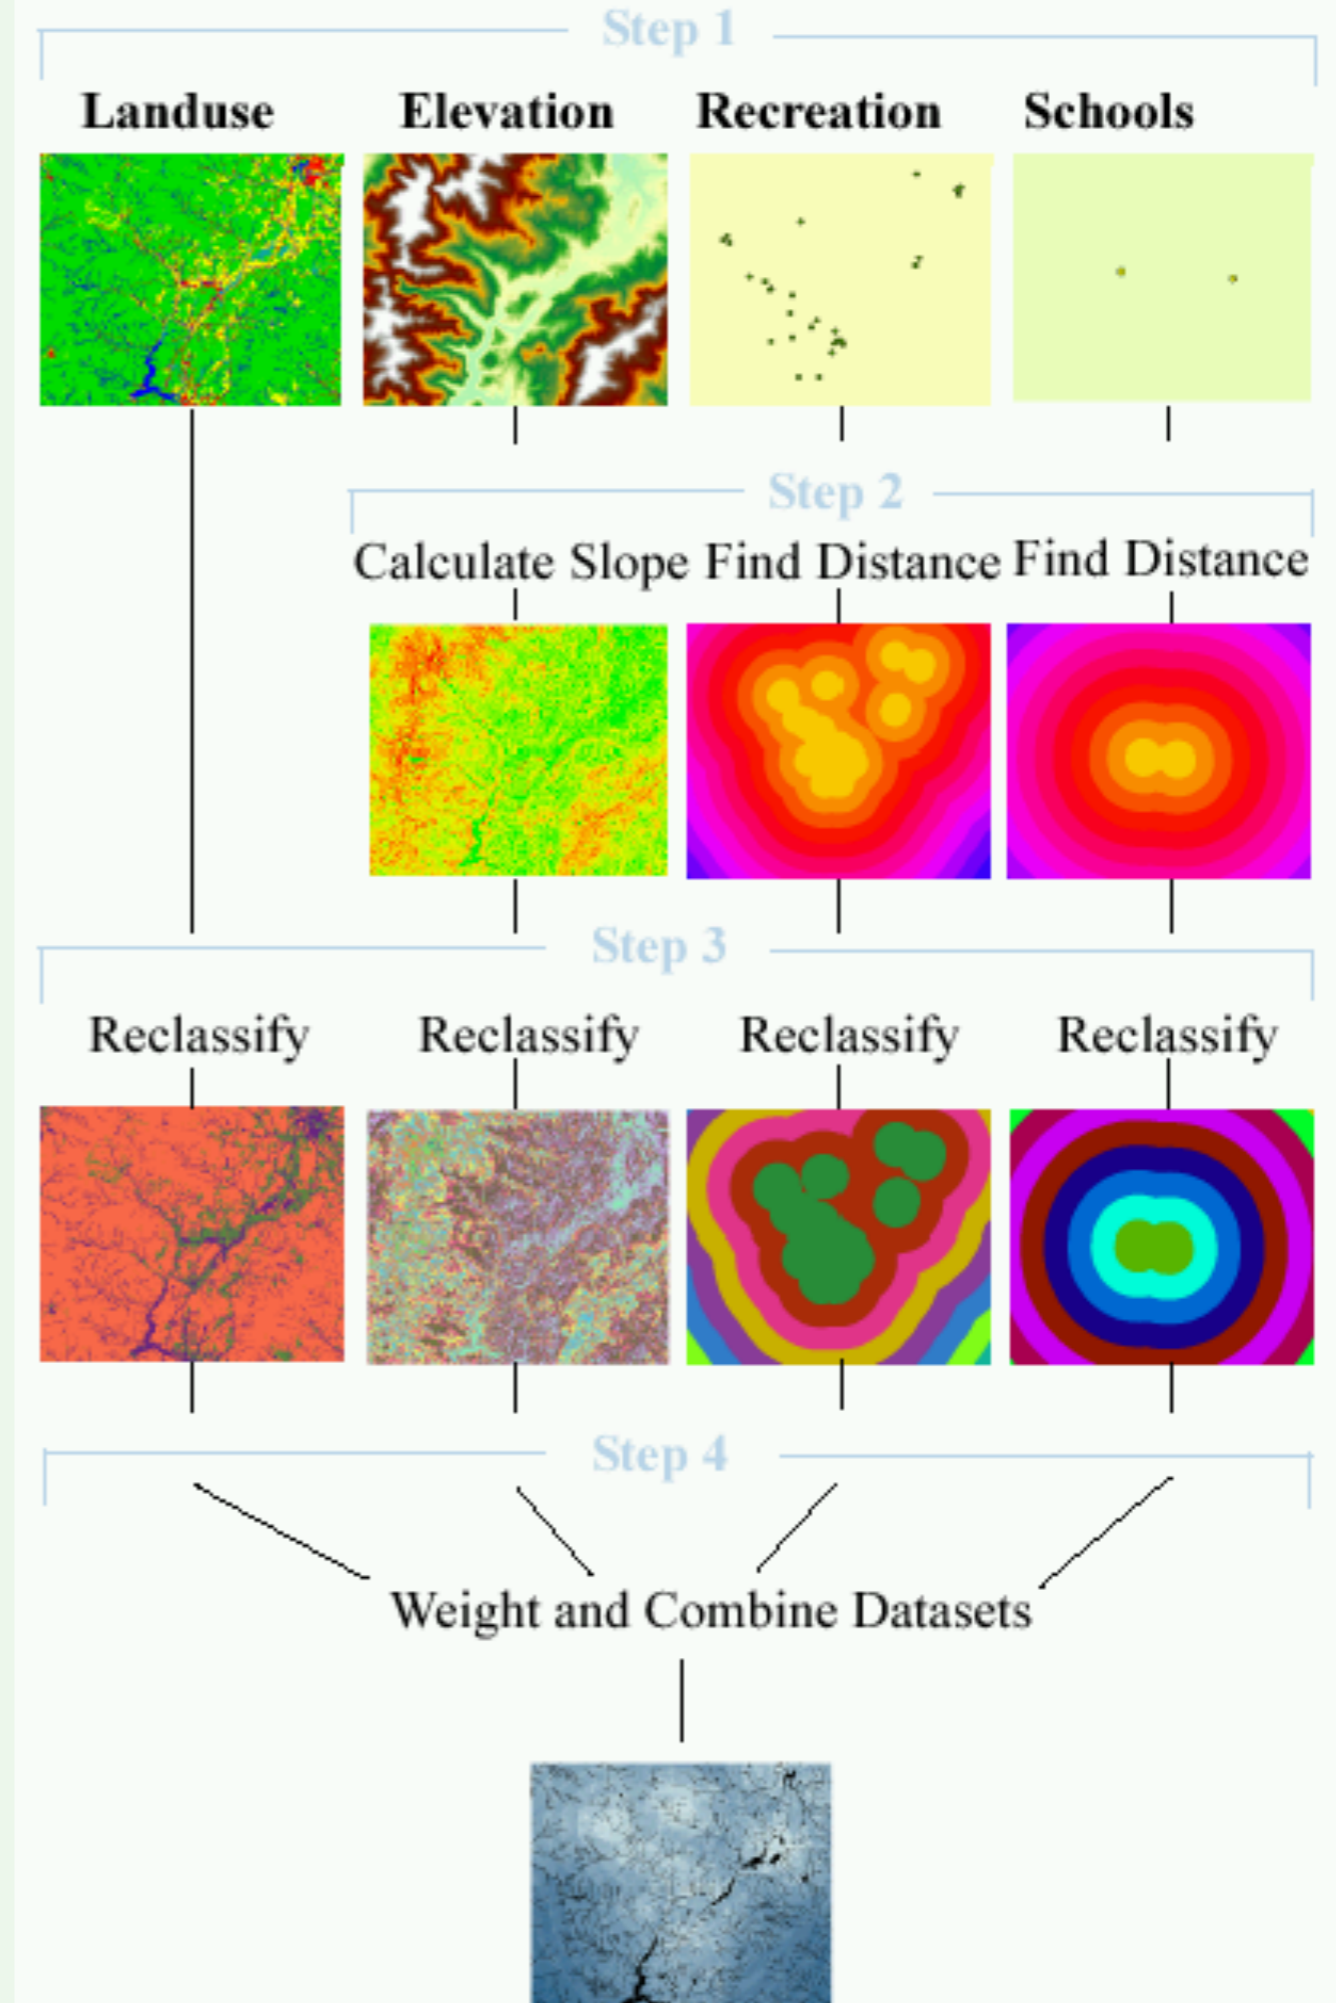 Step 1
Landuse Elevation Recreation Schools
Step 2
Calculate Slope Find Distance Find Distance
Step 3
Reclassify Reclassify Reclassify Reclassify
Step 4
Weight and Combine Datasets